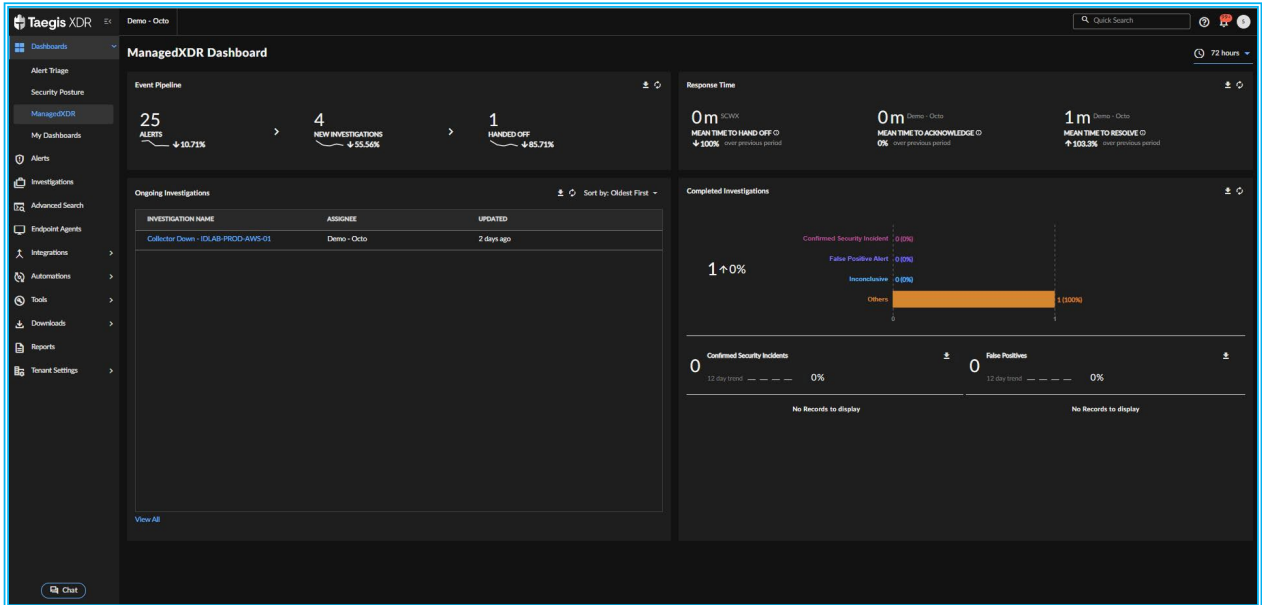 Taegis XDR
Demo - Octo
Quick Search
Dashboards
Alert Triage
Security Posture
ManagedXDR
My Dashboards
Alerts
Investigations
Advanced Search
Endpoint Agents
Integrations
Automations
Tools
Downloads
Reports
Tenant Settings
Chat
ManagedXDR Dashboard
72 hours
Event Pipeline
25
ALERTS
↓10.71%
4
NEW INVESTIGATIONS
↓55.56%
1
HANDED OFF
↓85.71%
Response Time
0m SCWX
MEAN TIME TO HAND OFF
↓100% over previous period
0m Demo - Octo
MEAN TIME TO ACKNOWLEDGE
0% over previous period
1m Demo - Octo
MEAN TIME TO RESOLVE
↑103.3% over previous period
Ongoing Investigations
Sort by: Oldest First
INVESTIGATION NAME ASSIGNEE UPDATED
Collector Down - IDLAB-PROD-AWS-01 Demo - Octo 2 days ago
View All
Completed Investigations
1↑0%
Confirmed Security Incident 0 (0%)
False Positive Alert 0 (0%)
Inconclusive 0 (0%)
Others 1 (100%)
0 1
0 Confirmed Security Incidents
12 day trend 0%
No Records to display
0 False Positives
12 day trend 0%
No Records to display